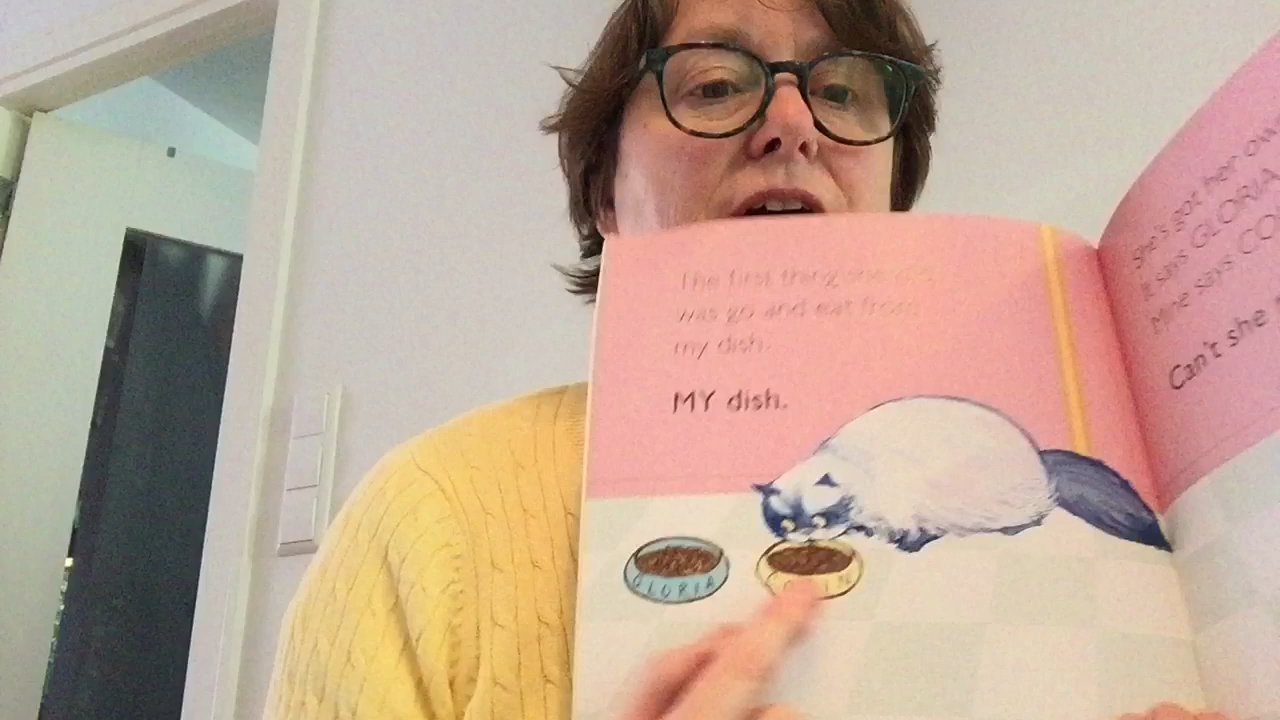 The first thing she did
was go and eat from
my dish.
MY dish.
GLORIA
She's got her ow
It says GLORIA
Mine says CO
Can't she